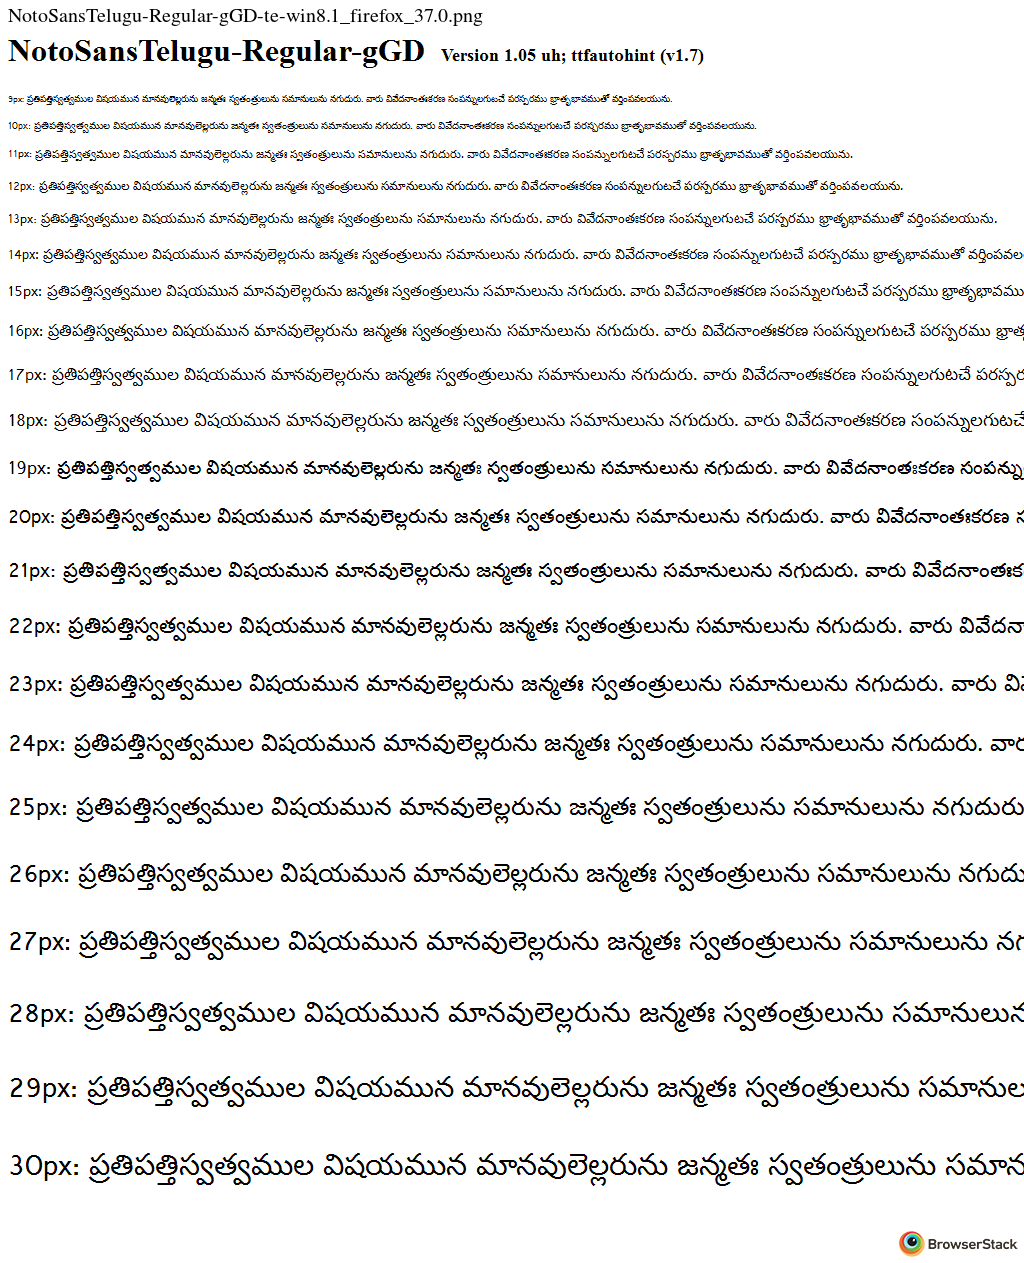 NotoSansTelugu-Regular-gGD-te-win8.1_firefox_37.0.png
NotoSansTelugu-Regular-gGD Version 1.05 uh; ttfautohint (v1.7)
9px: ప్రతిపత్తిస్వత్వముల విషయమున మానవులెల్లరును జన్మతః స్వతంత్రులును సమానులును నగుదురు. వారు వివేదనాంతఃకరణ సంపన్నులగుటచే పరస్పరము భ్రాతృభావముతో వర్తింపవలయును.
10px: ప్రతిపత్తిస్వత్వముల విషయమున మానవులెల్లరును జన్మతః స్వతంత్రులును సమానులును నగుదురు. వారు వివేదనాంతఃకరణ సంపన్నులగుటచే పరస్పరము భ్రాతృభావముతో వర్తింపవలయును.
11px: ప్రతిపత్తిస్వత్వముల విషయమున మానవులెల్లరును జన్మతః స్వతంత్రులును సమానులును నగుదురు. వారు వివేదనాంతఃకరణ సంపన్నులగుటచే పరస్పరము భ్రాతృభావముతో వర్తింపవలయును.
12px: ప్రతిపత్తిస్వత్వముల విషయమున మానవులెల్లరును జన్మతః స్వతంత్రులును సమానులును నగుదురు. వారు వివేదనాంతఃకరణ సంపన్నులగుటచే పరస్పరము భ్రాతృభావముతో వర్తింపవలయును.
13px: ప్రతిపత్తిస్వత్వముల విషయమున మానవులెల్లరును జన్మతః స్వతంత్రులును సమానులును నగుదురు. వారు వివేదనాంతఃకరణ సంపన్నులగుటచే పరస్పరము భ్రాతృభావముతో వర్తింపవలయును.
14px: ప్రతిపత్తిస్వత్వముల విషయమున మానవులెల్లరును జన్మతః స్వతంత్రులును సమానులును నగుదురు. వారు వివేదనాంతఃకరణ సంపన్నులగుటచే పరస్పరము భ్రాతృభావముతో వర్తింపవల
15px: ప్రతిపత్తిస్వత్వముల విషయమున మానవులెల్లరును జన్మతః స్వతంత్రులును సమానులును నగుదురు. వారు వివేదనాంతఃకరణ సంపన్నులగుటచే పరస్పరము భ్రాతృభావము
16px: ప్రతిపత్తిస్వత్వముల విషయమున మానవులెల్లరును జన్మతః స్వతంత్రులును సమానులును నగుదురు. వారు వివేదనాంతఃకరణ సంపన్నులగుటచే పరస్పరము భ్రాత
17px: ప్రతిపత్తిస్వత్వముల విషయమున మానవులెల్లరును జన్మతః స్వతంత్రులును సమానులును నగుదురు. వారు వివేదనాంతఃకరణ సంపన్నులగుటచే పరస్పర
18px: ప్రతిపత్తిస్వత్వముల విషయమున మానవులెల్లరును జన్మతః స్వతంత్రులును సమానులును నగుదురు. వారు వివేదనాంతఃకరణ సంపన్నులగుటచే
19px: ప్రతిపత్తిస్వత్వముల విషయమున మానవులెల్లరును జన్మతః స్వతంత్రులును సమానులును నగుదురు. వారు వివేదనాంతఃకరణ సంపన్ను
20px: ప్రతిపత్తిస్వత్వముల విషయమున మానవులెల్లరును జన్మతః స్వతంత్రులును సమానులును నగుదురు. వారు వివేదనాంతఃకరణ
21px: ప్రతిపత్తిస్వత్వముల విషయమున మానవులెల్లరును జన్మతః స్వతంత్రులును సమానులును నగుదురు. వారు వివేదనాంతఃక
22px: ప్రతిపత్తిస్వత్వముల విషయమున మానవులెల్లరును జన్మతః స్వతంత్రులును సమానులును నగుదురు. వారు వివేదనా
23px: ప్రతిపత్తిస్వత్వముల విషయమున మానవులెల్లరును జన్మతః స్వతంత్రులును సమానులును నగుదురు. వారు వివే
24px: ప్రతిపత్తిస్వత్వముల విషయమున మానవులెల్లరును జన్మతః స్వతంత్రులును సమానులును నగుదురు. వార
25px: ప్రతిపత్తిస్వత్వముల విషయమున మానవులెల్లరును జన్మతః స్వతంత్రులును సమానులును నగుదురు
26px: ప్రతిపత్తిస్వత్వముల విషయమున మానవులెల్లరును జన్మతః స్వతంత్రులును సమానులును నగుదు
27px: ప్రతిపత్తిస్వత్వముల విషయమున మానవులెల్లరును జన్మతః స్వతంత్రులును సమానులును నగ
28px: ప్రతిపత్తిస్వత్వముల విషయమున మానవులెల్లరును జన్మతః స్వతంత్రులును సమానులున
29px: ప్రతిపత్తిస్వత్వముల విషయమున మానవులెల్లరును జన్మతః స్వతంత్రులును సమానుల
30px: ప్రతిపత్తిస్వత్వముల విషయమున మానవులెల్లరును జన్మతః స్వతంత్రులును సమాన
BrowserStack